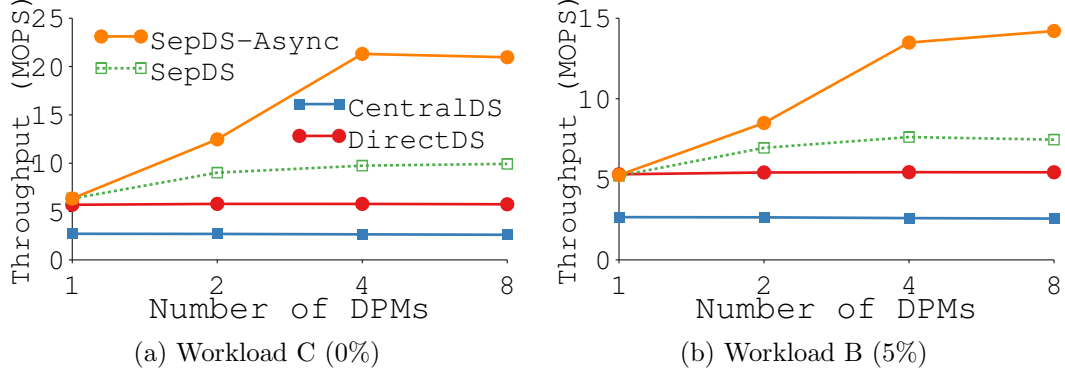 Throughput (MOPS)
25
20
15
10
5
0
SepDS-Async
SepDS
CentralDS
DirectDS
1 2 4 8
Number of DPMs
(a) Workload C (0%)
Throughput (MOPS)
15
10
5
0
1 2 4 8
Number of DPMs
(b) Workload B (5%)